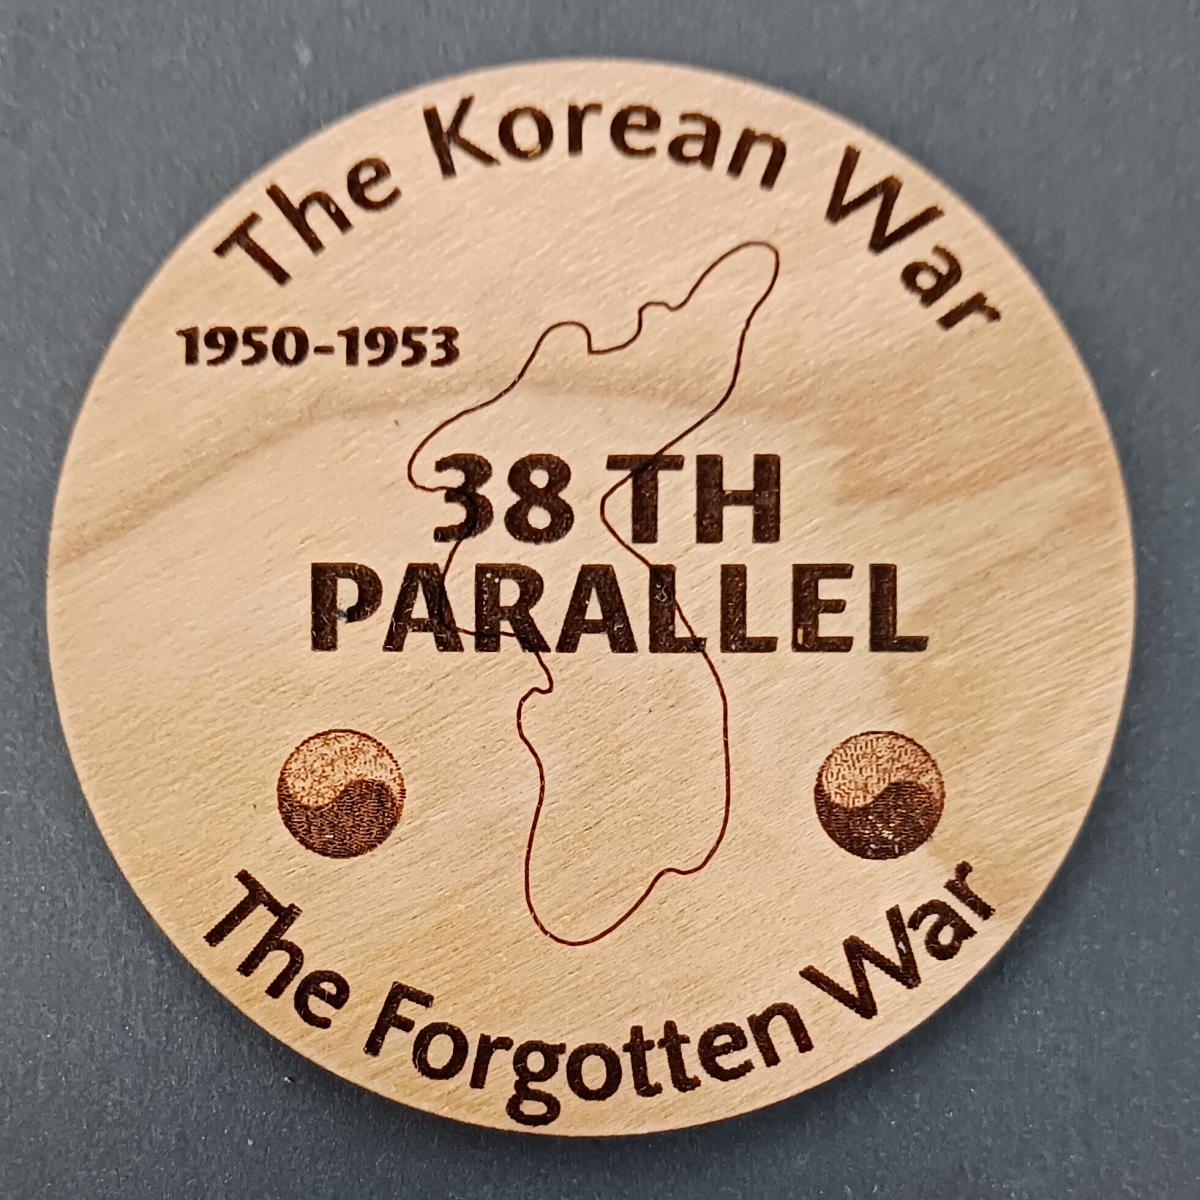 The Korean War
1950-1953
38 TH
PARALLEL
The Forgotten War